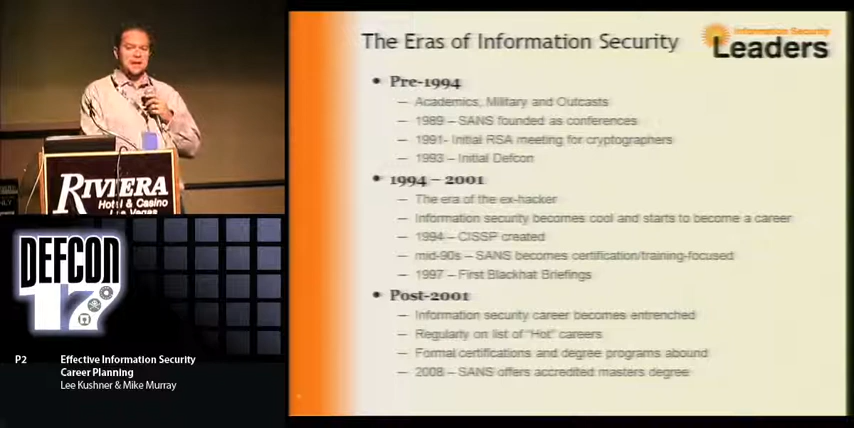 The Eras of Information Security
Information Security
Leaders
• Pre-1994
– Academics, Military and Outcasts
– 1989 – SANS founded as conferences
– 1991- Initial RSA meeting for cryptographers
– 1993 – Initial Defcon
• 1994 – 2001
– The era of the ex-hacker
– Information security becomes cool and starts to become a career
– 1994 – CISSP created
– mid-90s – SANS becomes certification/training-focused
– 1997 – First Blackhat Briefings
• Post-2001
– Information security career becomes entrenched
– Regularly on list of "Hot" careers
– Formal certifications and degree programs abound
– 2008 – SANS offers accredited masters degree
RIVIERA
Hotel & Casino
Las Vegas
DEFCON
17
P2
Effective Information Security
Career Planning
Lee Kushner & Mike Murray